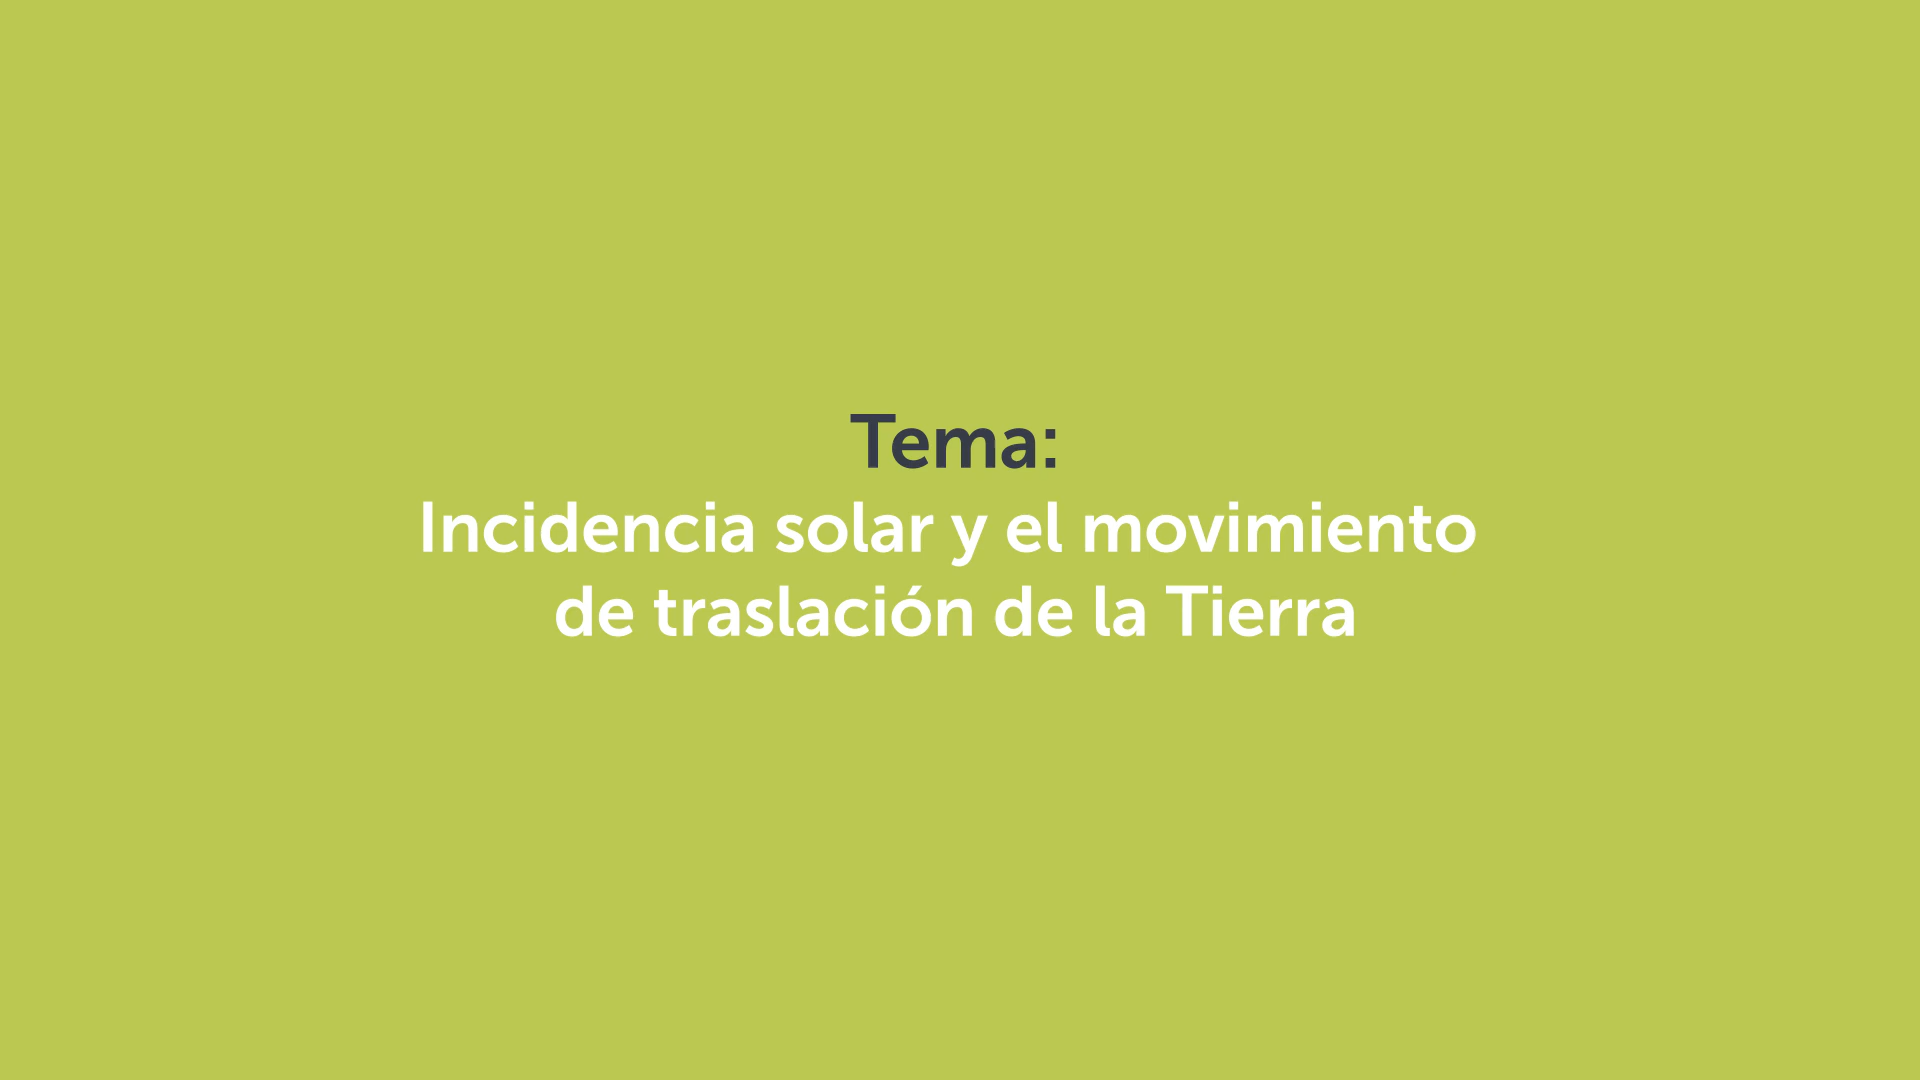 Tema:
Incidencia solar y el movimiento
de traslación de la Tierra